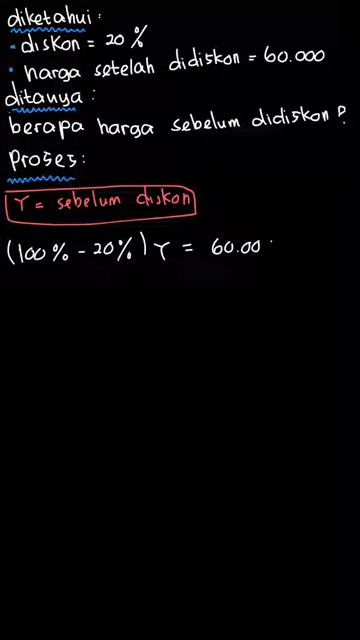 diketahui:
• diskon = 20%
• harga setelah didiskon = 60.000
ditanya:
berapa harga sebelum didiskon?
Proses:
Y = sebelum diskon
(100% - 20%) Y = 60.00